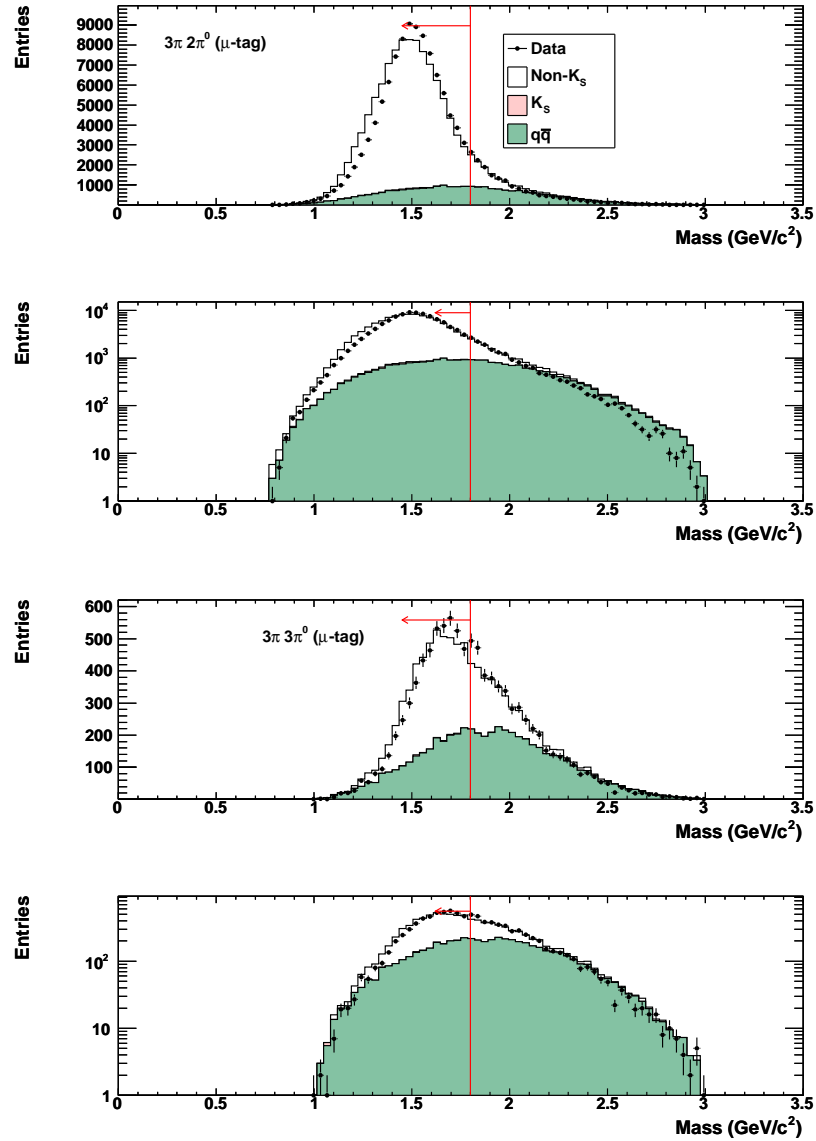 Entries
9000
8000
7000
6000
5000
4000
3000
2000
1000
3π 2π⁰ (μ-tag)
Data
Non-K_S
K_S
qq̅
0 0.5 1 1.5 2 2.5 3 3.5
Mass (GeV/c²)
Entries
10⁴
10³
10²
10
1
0 0.5 1 1.5 2 2.5 3 3.5
Mass (GeV/c²)
Entries
600
500
400
300
200
100
3π 3π⁰ (μ-tag)
0 0.5 1 1.5 2 2.5 3 3.5
Mass (GeV/c²)
Entries
10²
10
1
0 0.5 1 1.5 2 2.5 3 3.5
Mass (GeV/c²)